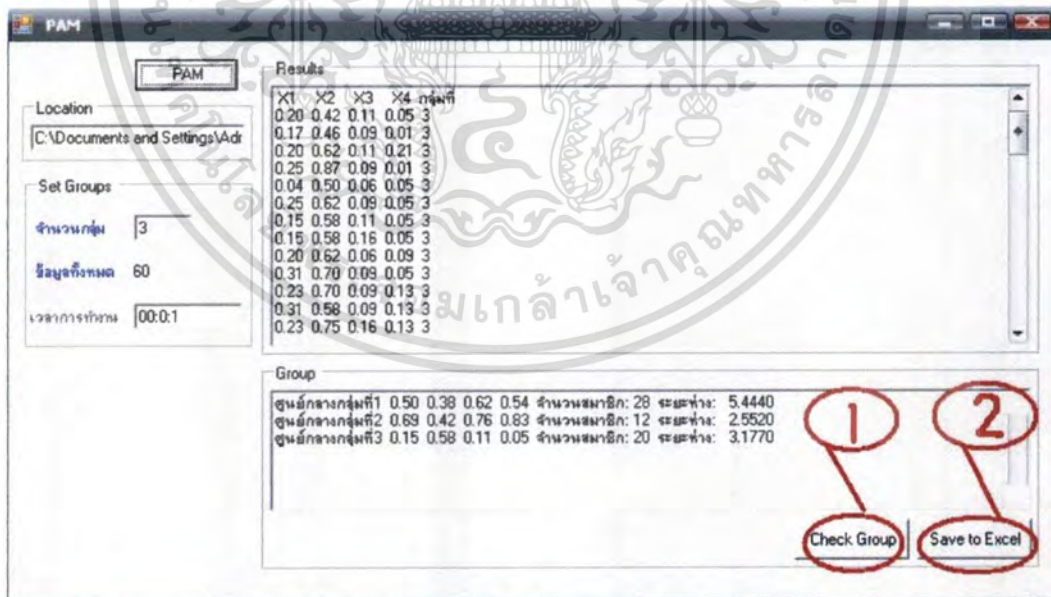 PAM
PAM
Location
C:\Documents and Settings\Adr
Set Groups
จำนวนกลุ่ม 3
ข้อมูลทั้งหมด 60
เวลาการทำงาน 00:0:1
Results
X1 X2 X3 X4 กลุ่มที่
0.20 0.42 0.11 0.05 3
0.17 0.46 0.09 0.01 3
0.20 0.62 0.11 0.21 3
0.25 0.87 0.09 0.01 3
0.04 0.50 0.06 0.05 3
0.25 0.62 0.09 0.05 3
0.15 0.58 0.11 0.05 3
0.15 0.58 0.16 0.05 3
0.20 0.62 0.06 0.09 3
0.31 0.70 0.09 0.05 3
0.23 0.70 0.09 0.13 3
0.31 0.58 0.09 0.13 3
0.23 0.75 0.16 0.13 3
Group
ศูนย์กลางกลุ่มที่1 0.50 0.38 0.62 0.54 จำนวนสมาชิก: 28 ระยะห่าง: 5.4440
ศูนย์กลางกลุ่มที่2 0.69 0.42 0.76 0.83 จำนวนสมาชิก: 12 ระยะห่าง: 2.5520
ศูนย์กลางกลุ่มที่3 0.15 0.58 0.11 0.05 จำนวนสมาชิก: 20 ระยะห่าง: 3.1770
1
2
Check Group
Save to Excel